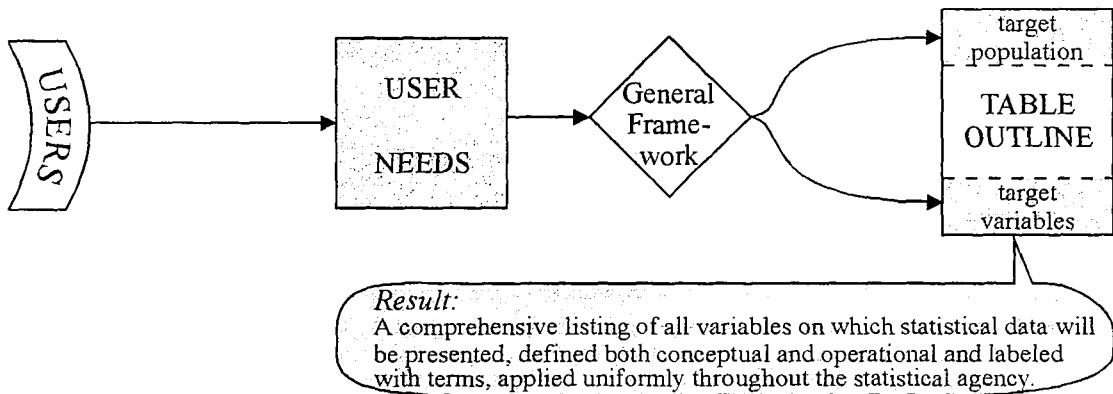 USERS
USER
NEEDS
General
Frame-
work
target
population
TABLE
OUTLINE
target
variables
Result:
A comprehensive listing of all variables on which statistical data will
be presented, defined both conceptual and operational and labeled
with terms, applied uniformly throughout the statistical agency.